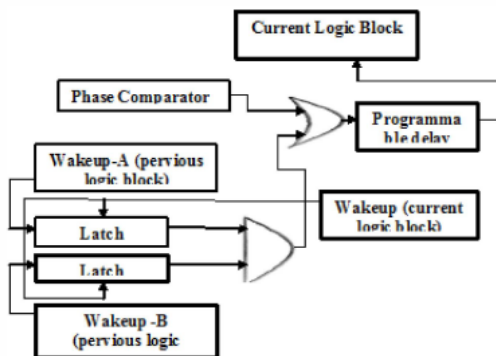 Current Logic Block
Phase Comparator
Programma
ble delay
Wakeup-A (pervious
logic block)
Wakeup (current
logic block)
Latch
Latch
Wakeup -B
(pervious logic